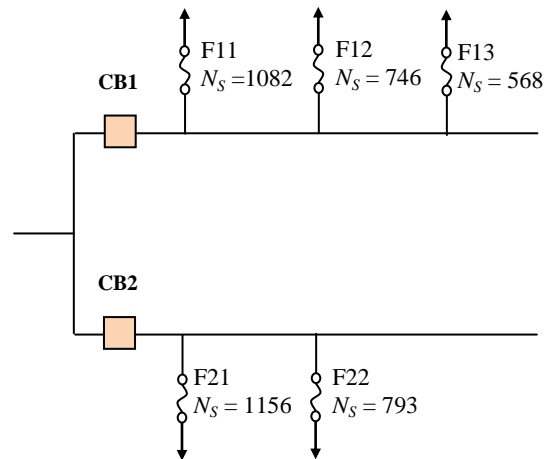 F11
N_S =1082
F12
N_S = 746
F13
N_S = 568
CB1
CB2
F21
N_S = 1156
F22
N_S = 793